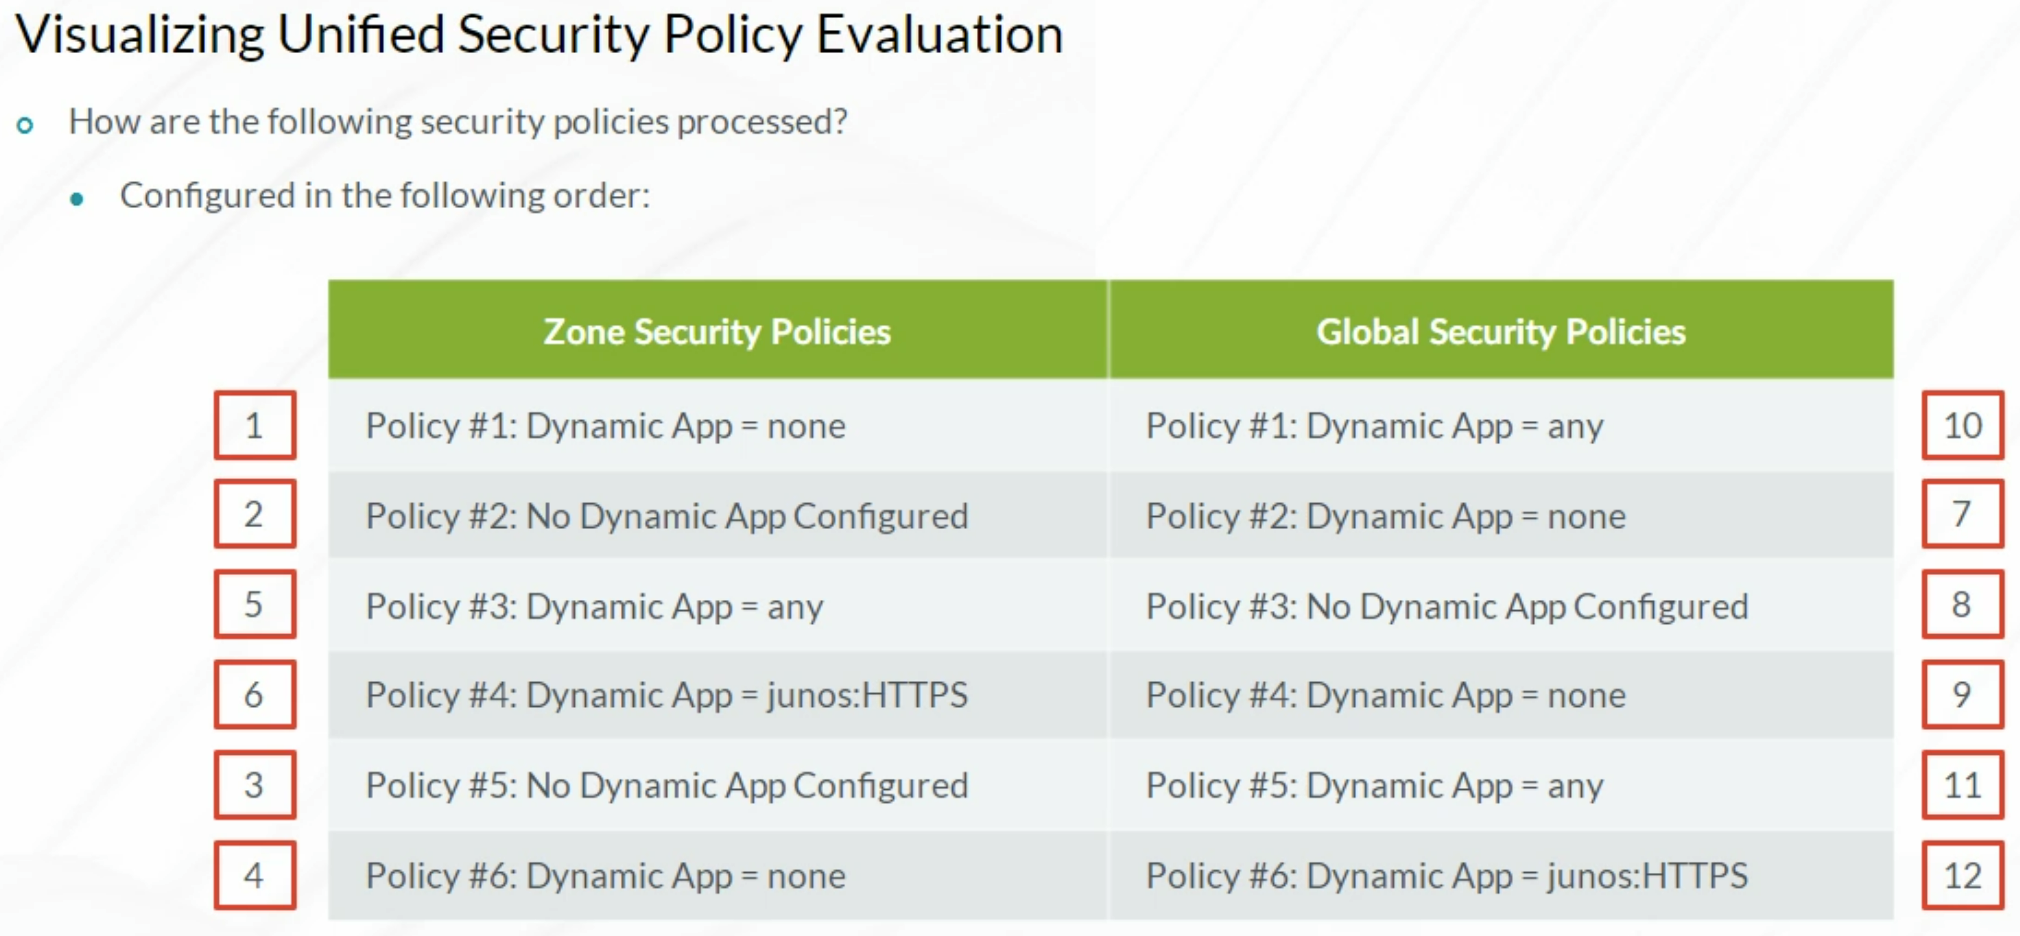 Visualizing Unified Security Policy Evaluation
How are the following security policies processed?
Configured in the following order:
Zone Security Policies Global Security Policies
1 Policy #1: Dynamic App = none Policy #1: Dynamic App = any 10
2 Policy #2: No Dynamic App Configured Policy #2: Dynamic App = none 7
5 Policy #3: Dynamic App = any Policy #3: No Dynamic App Configured 8
6 Policy #4: Dynamic App = junos:HTTPS Policy #4: Dynamic App = none 9
3 Policy #5: No Dynamic App Configured Policy #5: Dynamic App = any 11
4 Policy #6: Dynamic App = none Policy #6: Dynamic App = junos:HTTPS 12